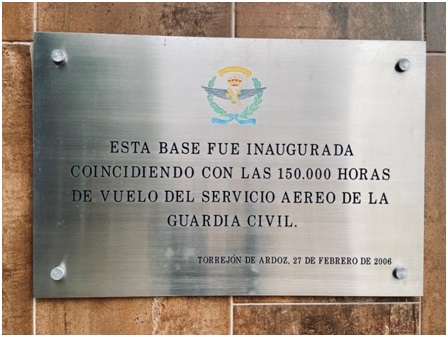 ESTA BASE FUE INAUGURADA
COINCIDIENDO CON LAS 150.000 HORAS
DE VUELO DEL SERVICIO AEREO DE LA
GUARDIA CIVIL.
TORREJÓN DE ARDOZ, 27 DE FEBRERO DE 2006